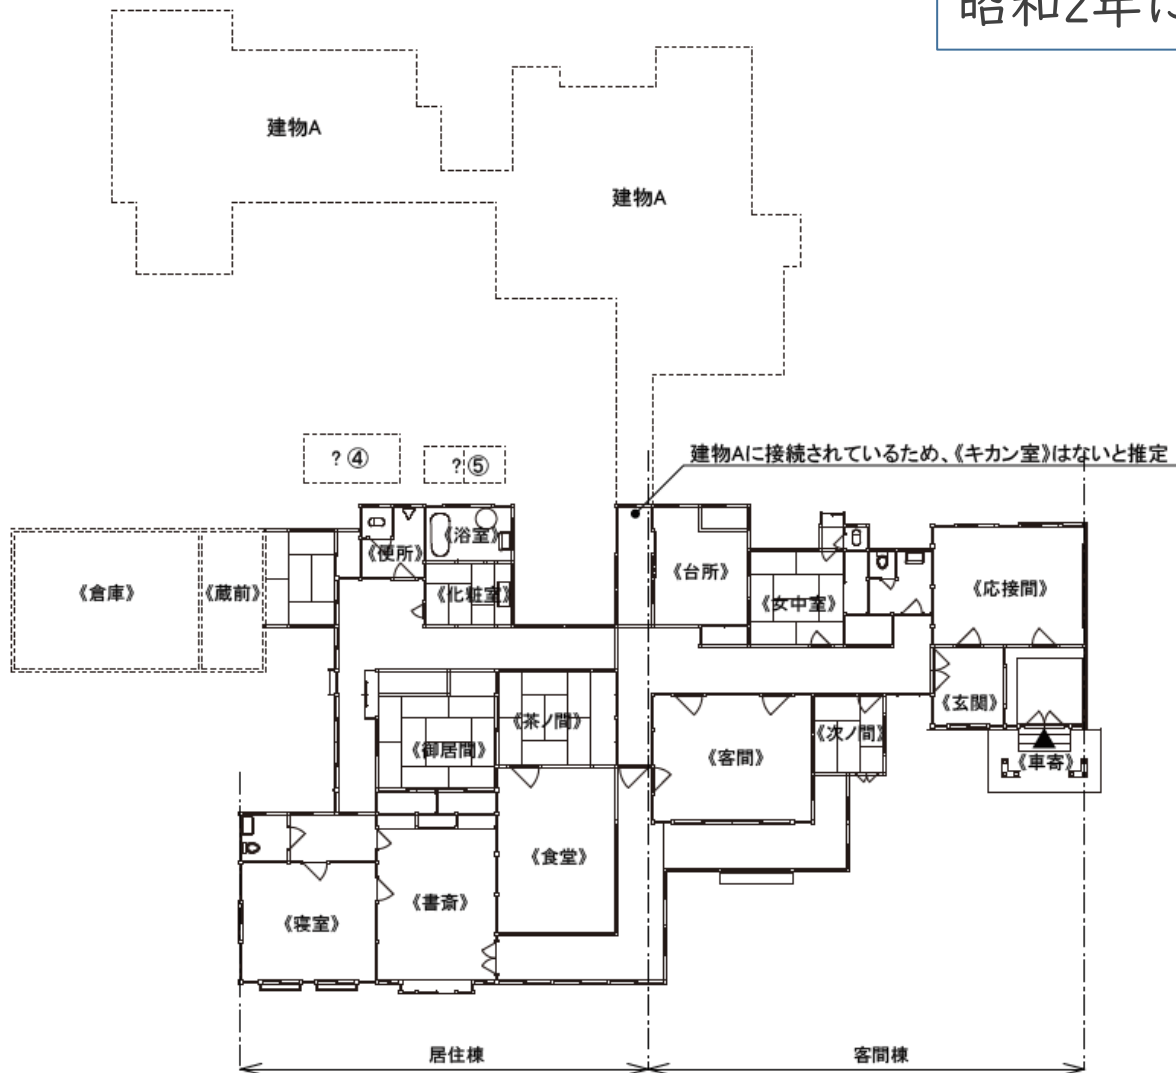 昭和2年に
建物A
建物A
? ④
? ⑤
建物Aに接続されているため、《キカン室》はないと推定
《倉庫》
《蔵前》
《便所》
《浴室》
《化粧室》
《台所》
《女中室》
《応接間》
《玄関》
《車寄》
《御居間》
《茶ノ間》
《客間》
《次ノ間》
《食堂》
《書斎》
《寝室》
居住棟
客間棟